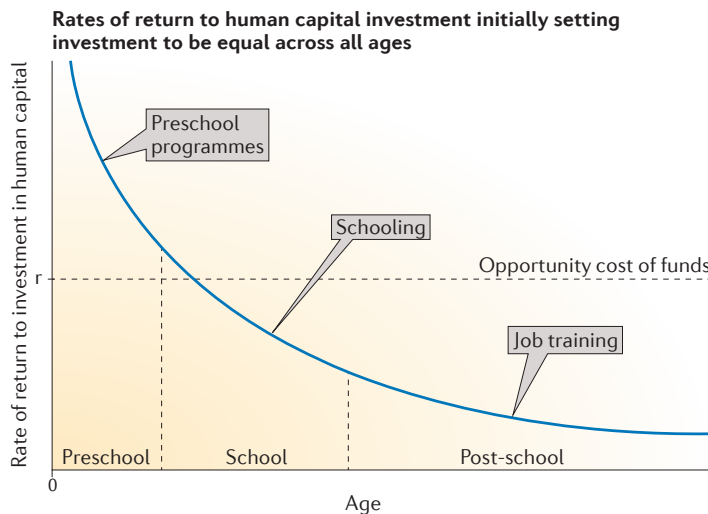 Rates of return to human capital investment initially setting
investment to be equal across all ages
Rate of return to investment in human capital
Preschool
programmes
Schooling
Opportunity cost of funds
r
Job training
Preschool
School
Post-school
0
Age